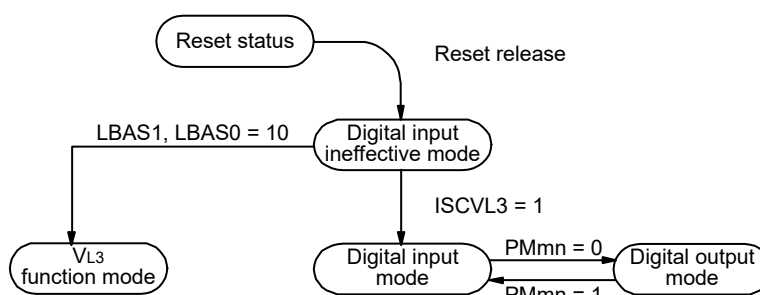 Reset status
Reset release
LBAS1, LBAS0 = 10
Digital input
ineffective mode
ISCVL3 = 1
VL3
function mode
Digital input
mode
PMmn = 0
PMmn = 1
Digital output
mode